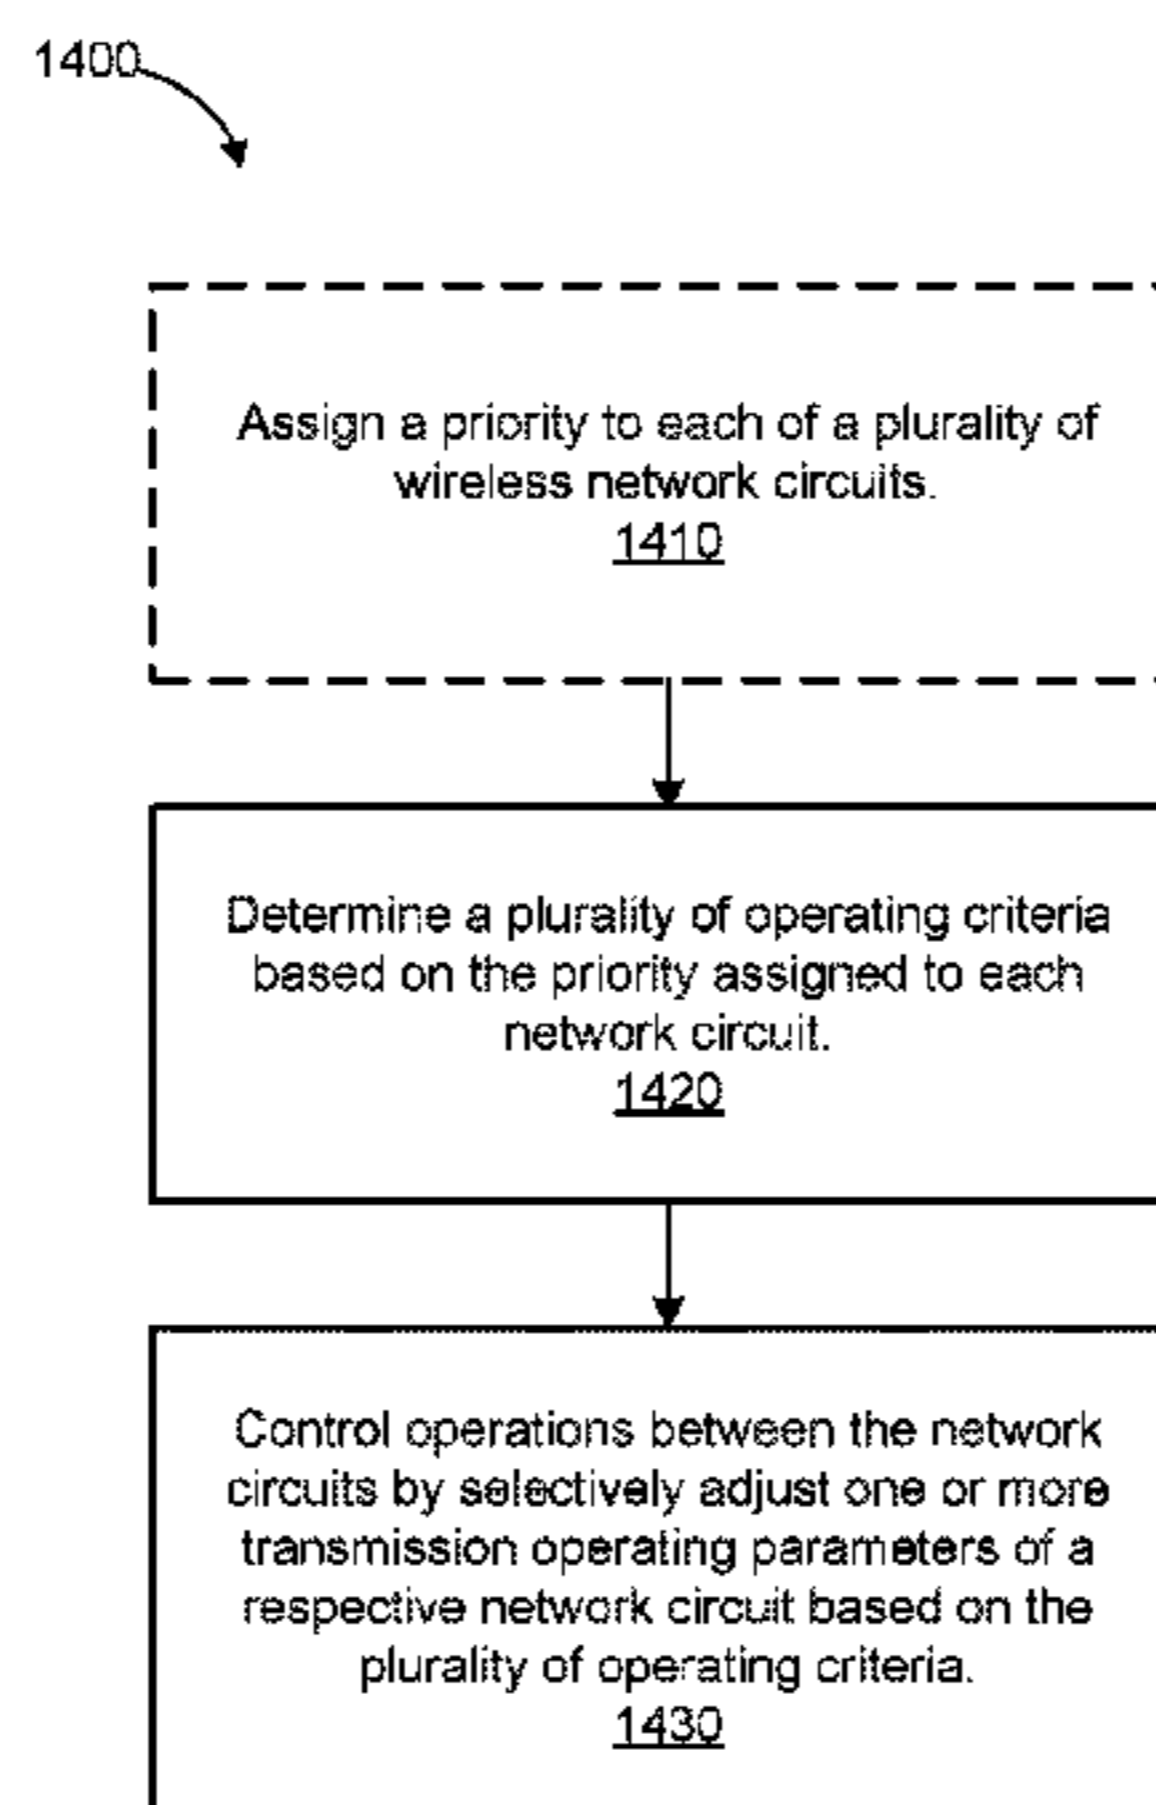 1400
Assign a priority to each of a plurality of
wireless network circuits.
1410
Determine a plurality of operating criteria
based on the priority assigned to each
network circuit.
1420
Control operations between the network
circuits by selectively adjust one or more
transmission operating parameters of a
respective network circuit based on the
plurality of operating criteria.
1430